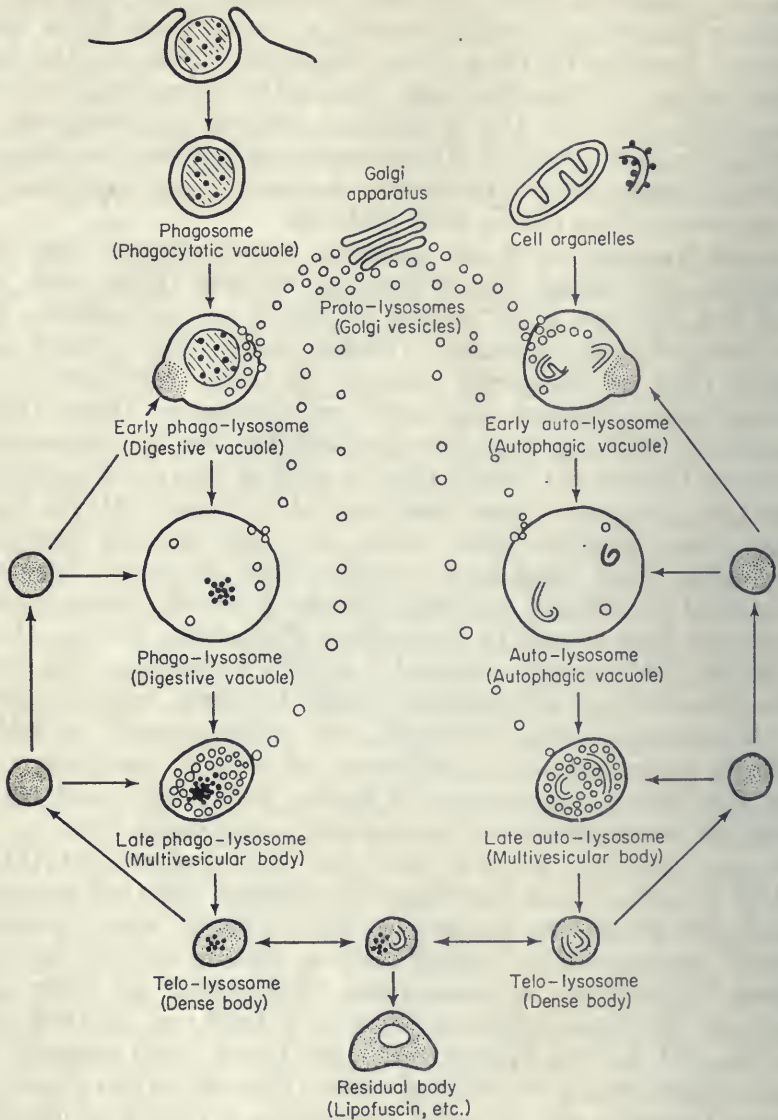 Golgi
apparatus
Phagosome
(Phagocytotic vacuole)
Cell organelles
Proto-lysosomes
(Golgi vesicles)
Early phago-lysosome
(Digestive vacuole)
Early auto-lysosome
(Autophagic vacuole)
Phago-lysosome
(Digestive vacuole)
Auto-lysosome
(Autophagic vacuole)
Late phago-lysosome
(Multivesicular body)
Late auto-lysosome
(Multivesicular body)
Telo-lysosome
(Dense body)
Telo-lysosome
(Dense body)
Residual body
(Lipofuscin, etc.)